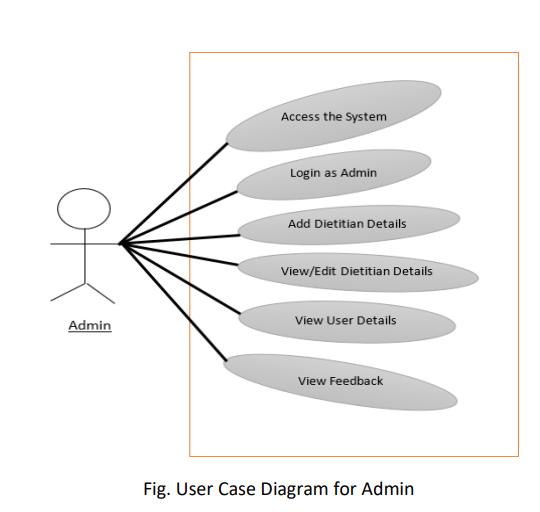 Access the System
Login as Admin
Add Dietitian Details
View/Edit Dietitian Details
View User Details
View Feedback
Admin
Fig. User Case Diagram for Admin